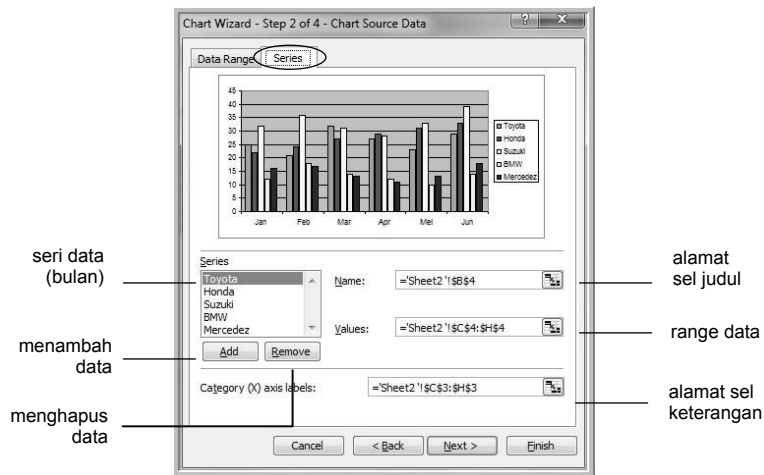 Chart Wizard - Step 2 of 4 - Chart Source Data
Data Range
Series
45
40
35
30
25
20
15
10
5
0
Jan
Feb
Mar
Apr
Mei
Jun
Toyota
Honda
Suzuki
BMW
Mercedez
Series
Toyota
Honda
Suzuki
BMW
Mercedez
Add
Remove
Name:
='Sheet2 '!$B$4
Values:
='Sheet2 '!$C$4:$H$4
Category (X) axis labels:
='Sheet2 '!$C$3:$H$3
Cancel
< Back
Next >
Finish
seri data
(bulan)
menambah
data
menghapus
data
alamat
sel judul
range data
alamat sel
keterangan